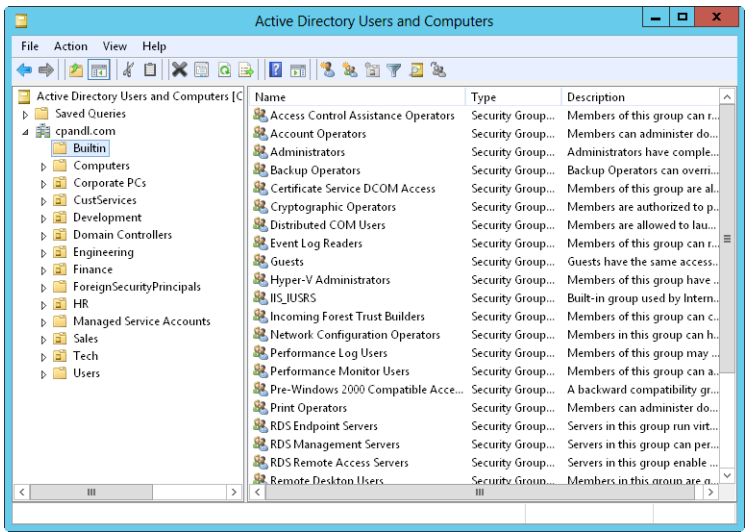 Active Directory Users and Computers
File Action View Help
Active Directory Users and Computers [C
Saved Queries
cpandl.com
Builtin
Computers
Corporate PCs
CustServices
Development
Domain Controllers
Engineering
Finance
ForeignSecurityPrincipals
HR
Managed Service Accounts
Sales
Tech
Users
Name Type Description
Access Control Assistance Operators Security Group... Members of this group can r...
Account Operators Security Group... Members can administer do...
Administrators Security Group... Administrators have comple...
Backup Operators Security Group... Backup Operators can overri...
Certificate Service DCOM Access Security Group... Members of this group are al...
Cryptographic Operators Security Group... Members are authorized to p...
Distributed COM Users Security Group... Members are allowed to lau...
Event Log Readers Security Group... Members of this group can r...
Guests Security Group... Guests have the same access...
Hyper-V Administrators Security Group... Members of this group have ...
IIS_IUSRS Security Group... Built-in group used by Intern...
Incoming Forest Trust Builders Security Group... Members of this group can c...
Network Configuration Operators Security Group... Members in this group can h...
Performance Log Users Security Group... Members of this group may ...
Performance Monitor Users Security Group... Members of this group can a...
Pre-Windows 2000 Compatible Acce... Security Group... A backward compatibility gr...
Print Operators Security Group... Members can administer do...
RDS Endpoint Servers Security Group... Servers in this group run virt...
RDS Management Servers Security Group... Servers in this group can per...
RDS Remote Access Servers Security Group... Servers in this group enable ...
Remote Desktop Users Security Group... Members in this group are g...